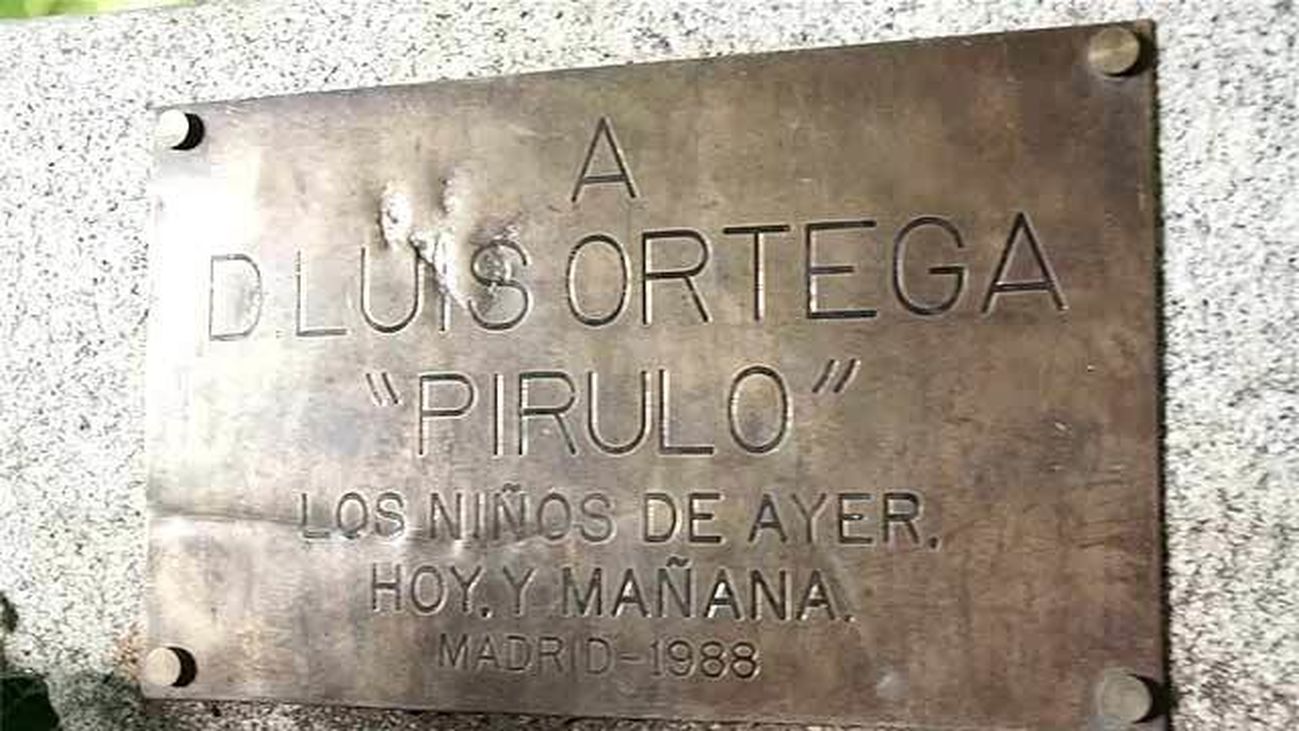 A
D. LUIS ORTEGA
"PIRULO"
LOS NIÑOS DE AYER,
HOY, Y MAÑANA.
MADRID-1988